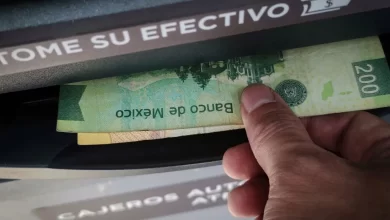 TOME SU EFECTIVO
200
Banco de México
CAJEROS AUT